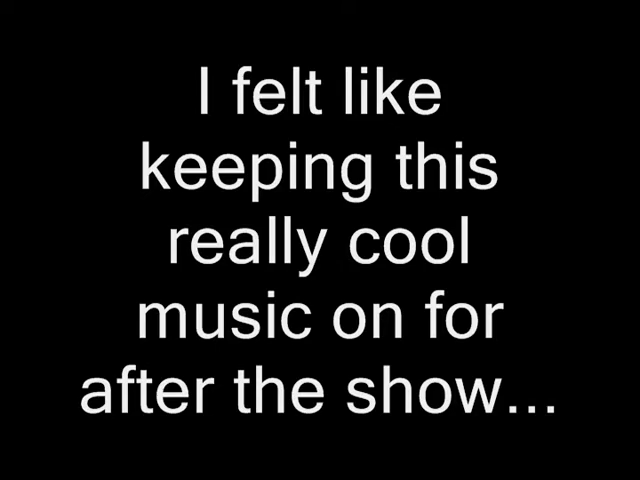 I felt like
keeping this
really cool
music on for
after the show...